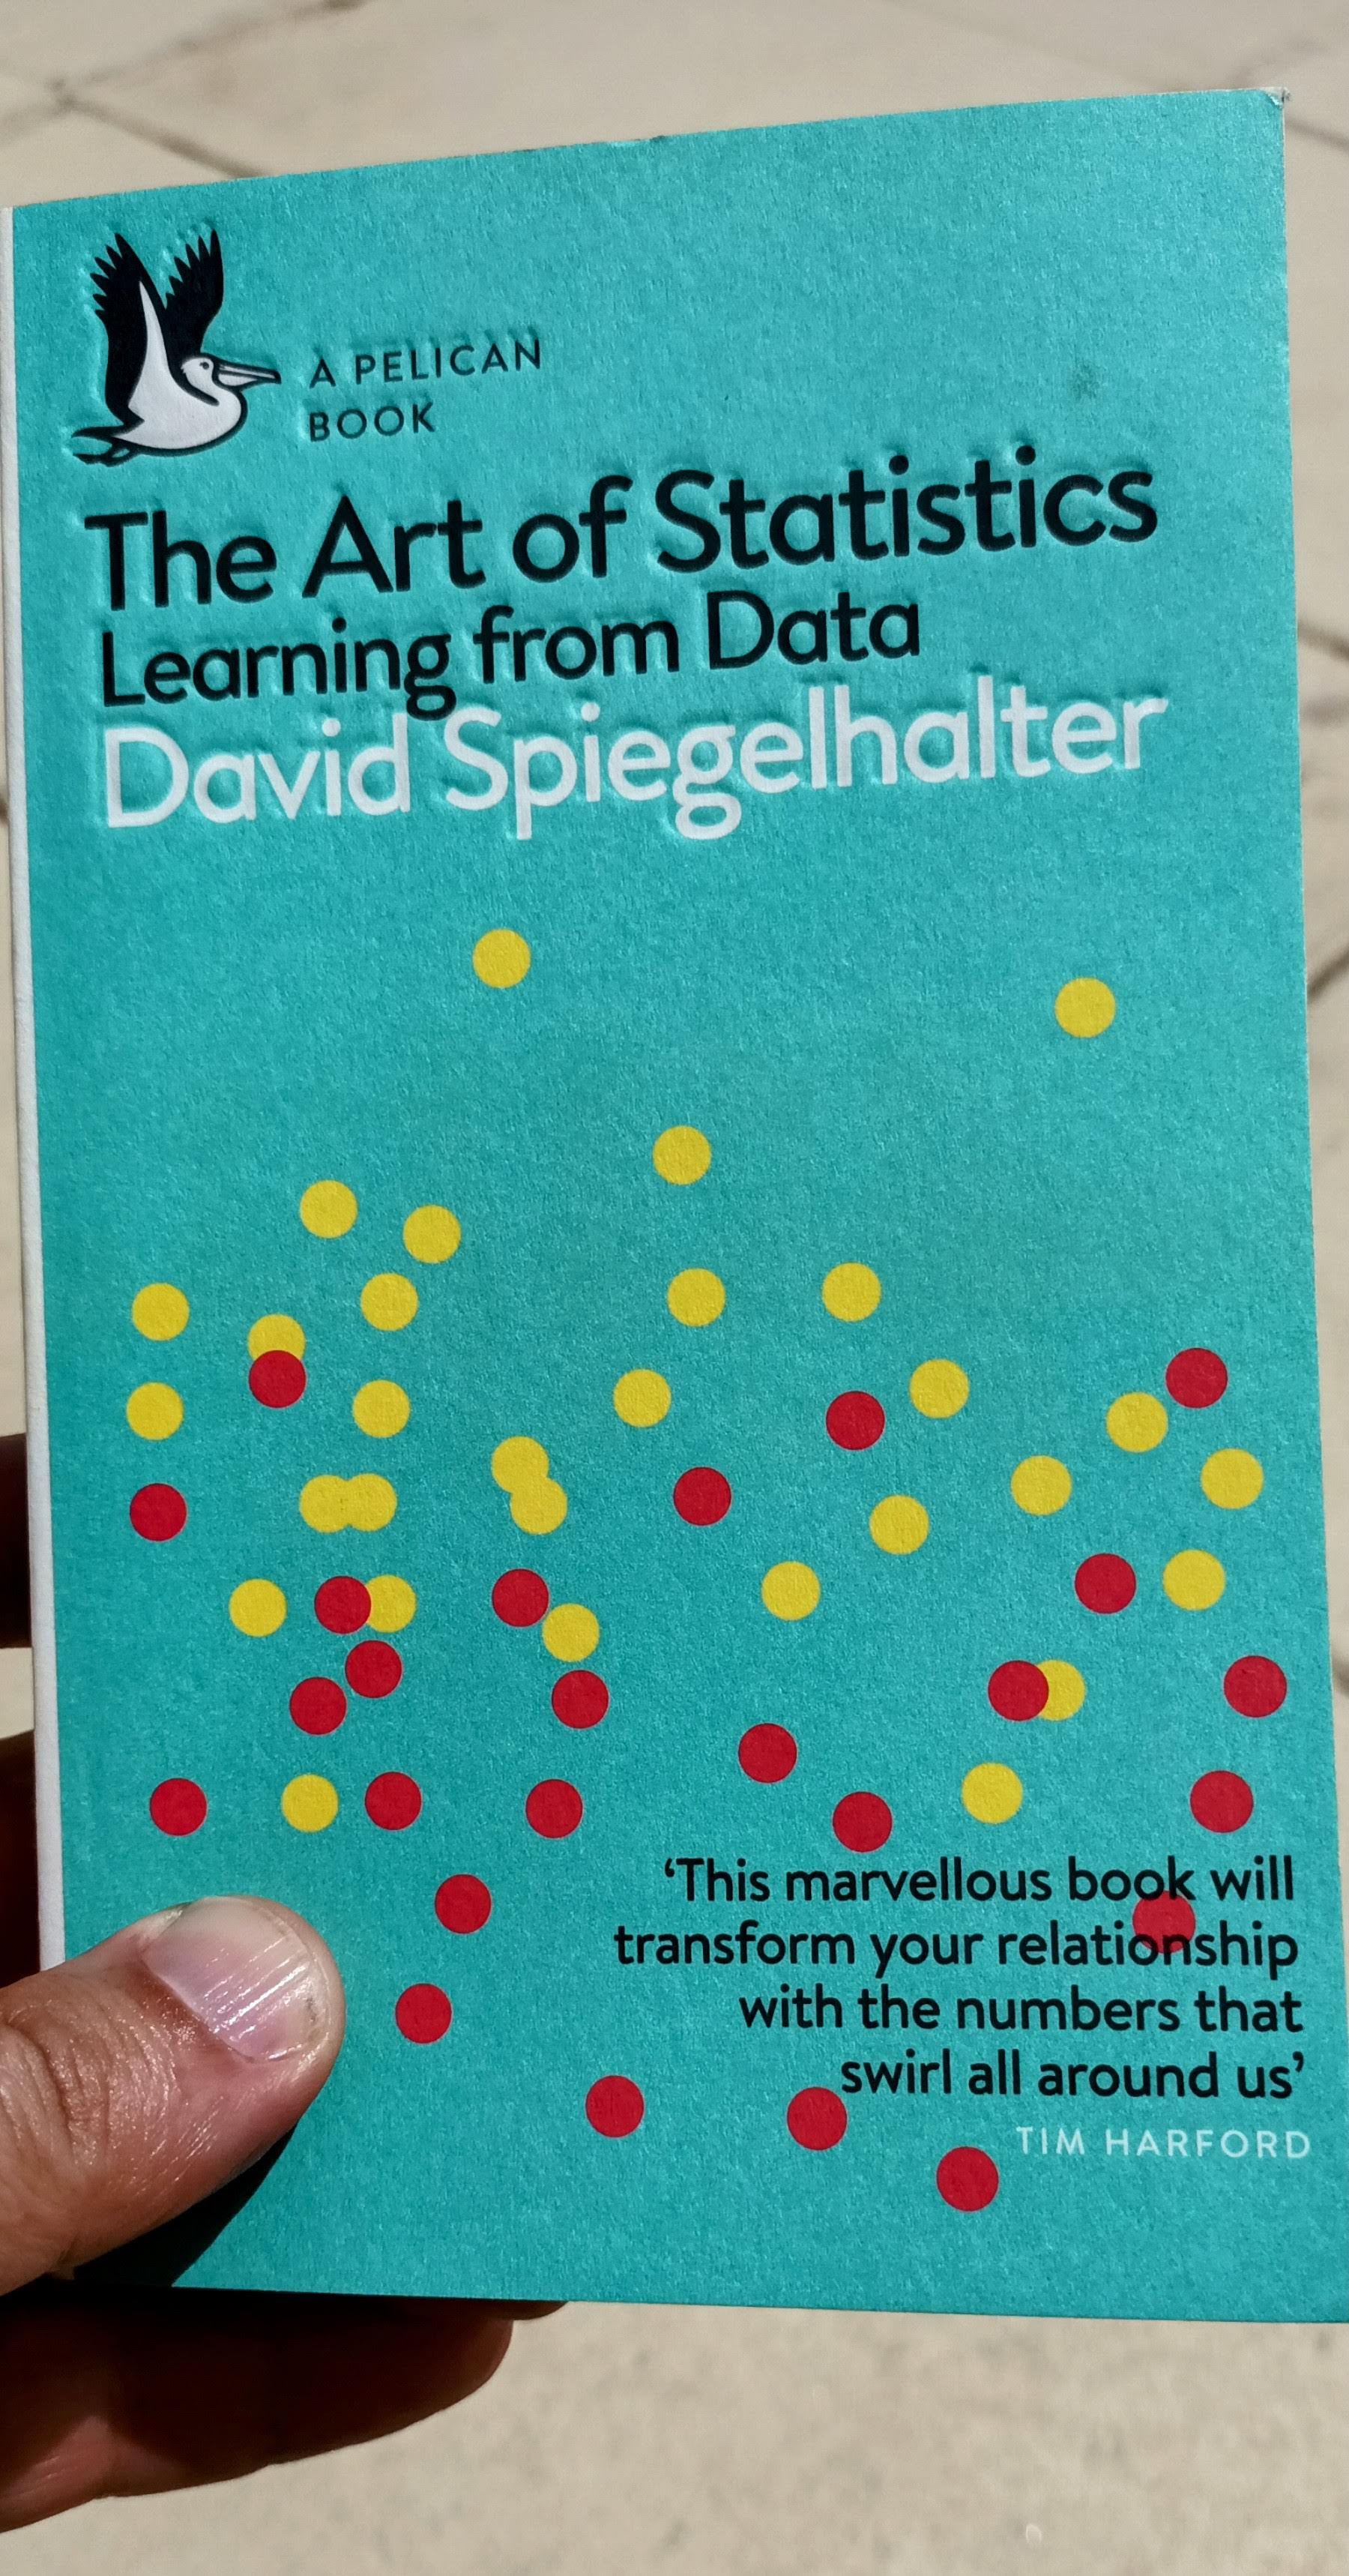 A PELICAN
BOOK
The Art of Statistics
Learning from Data
David Spiegelhalter
‘This marvellous book will
transform your relationship
with the numbers that
swirl all around us’
TIM HARFORD